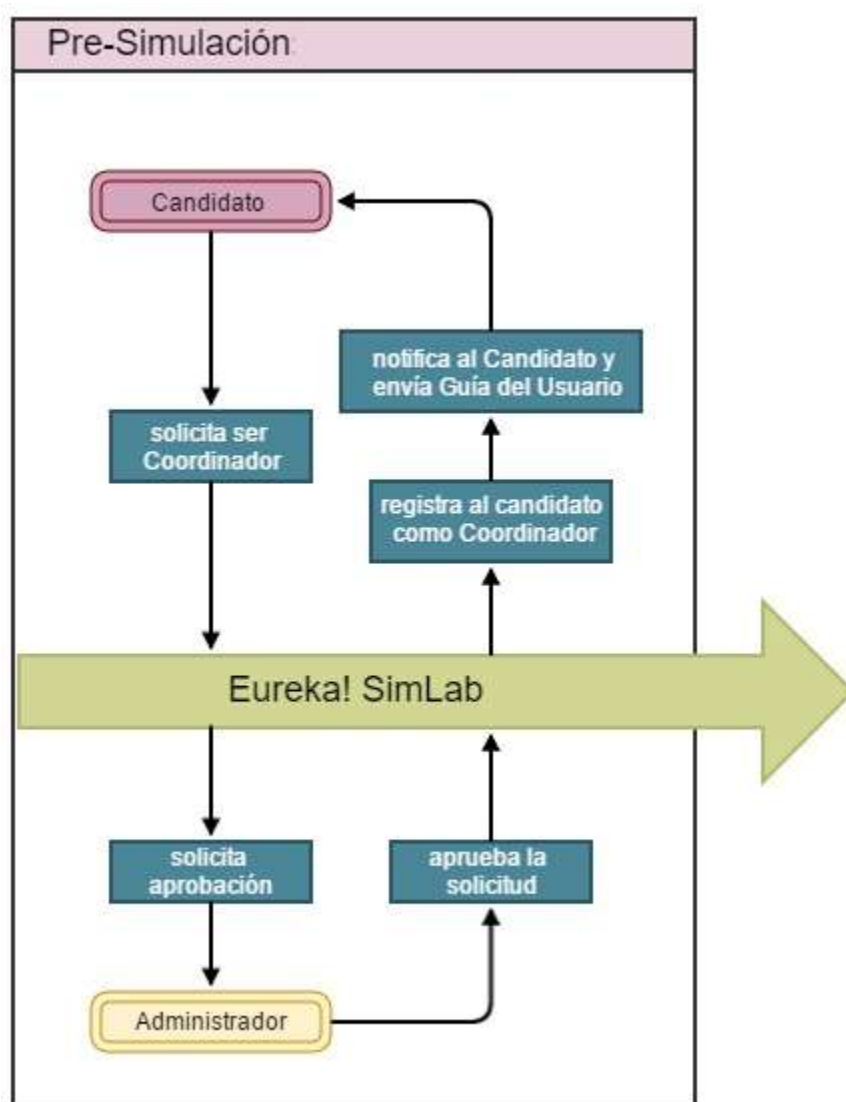 Pre-Simulación
Candidato
notifica al Candidato y
envía Guía del Usuario
solicita ser
Coordinador
registra al candidato
como Coordinador
Eureka! SimLab
solicita
aprobación
aprueba la
solicitud
Administrador